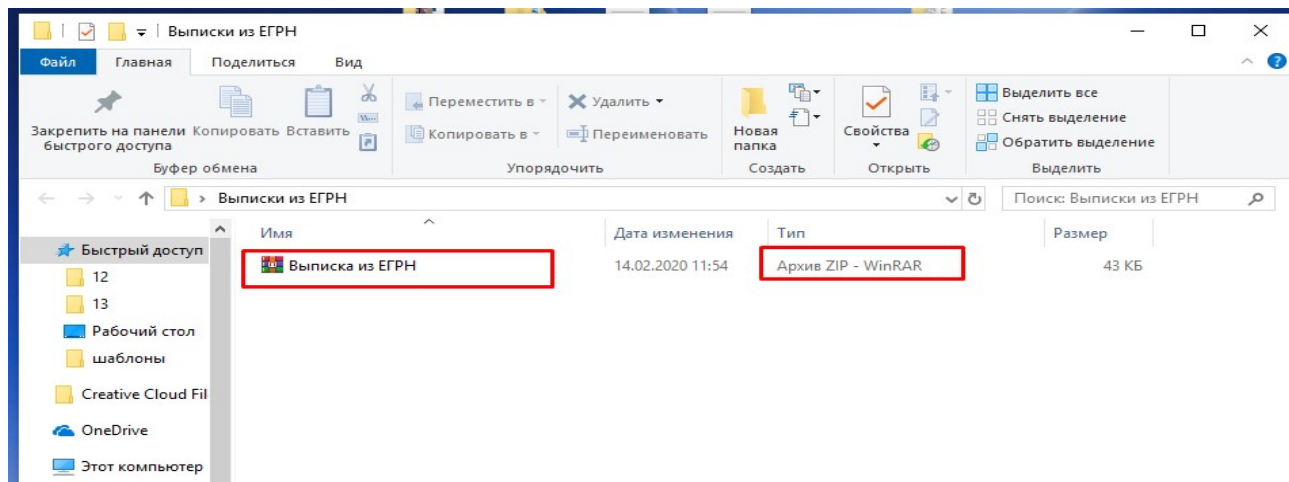 Выписки из ЕГРН
Файл Главная Поделиться Вид
Закрепить на панели быстрого доступа
Копировать
Вставить
Переместить в
Копировать в
Удалить
Переименовать
Новая папка
Свойства
Выделить все
Снять выделение
Обратить выделение
Буфер обмена Упорядочить Создать Открыть Выделить
Выписки из ЕГРН
Поиск: Выписки из ЕГРН
Имя Дата изменения Тип Размер
Выписка из ЕГРН 14.02.2020 11:54 Архив ZIP - WinRAR 43 КБ
Быстрый доступ
12
13
Рабочий стол
шаблоны
Creative Cloud Fil
OneDrive
Этот компьютер